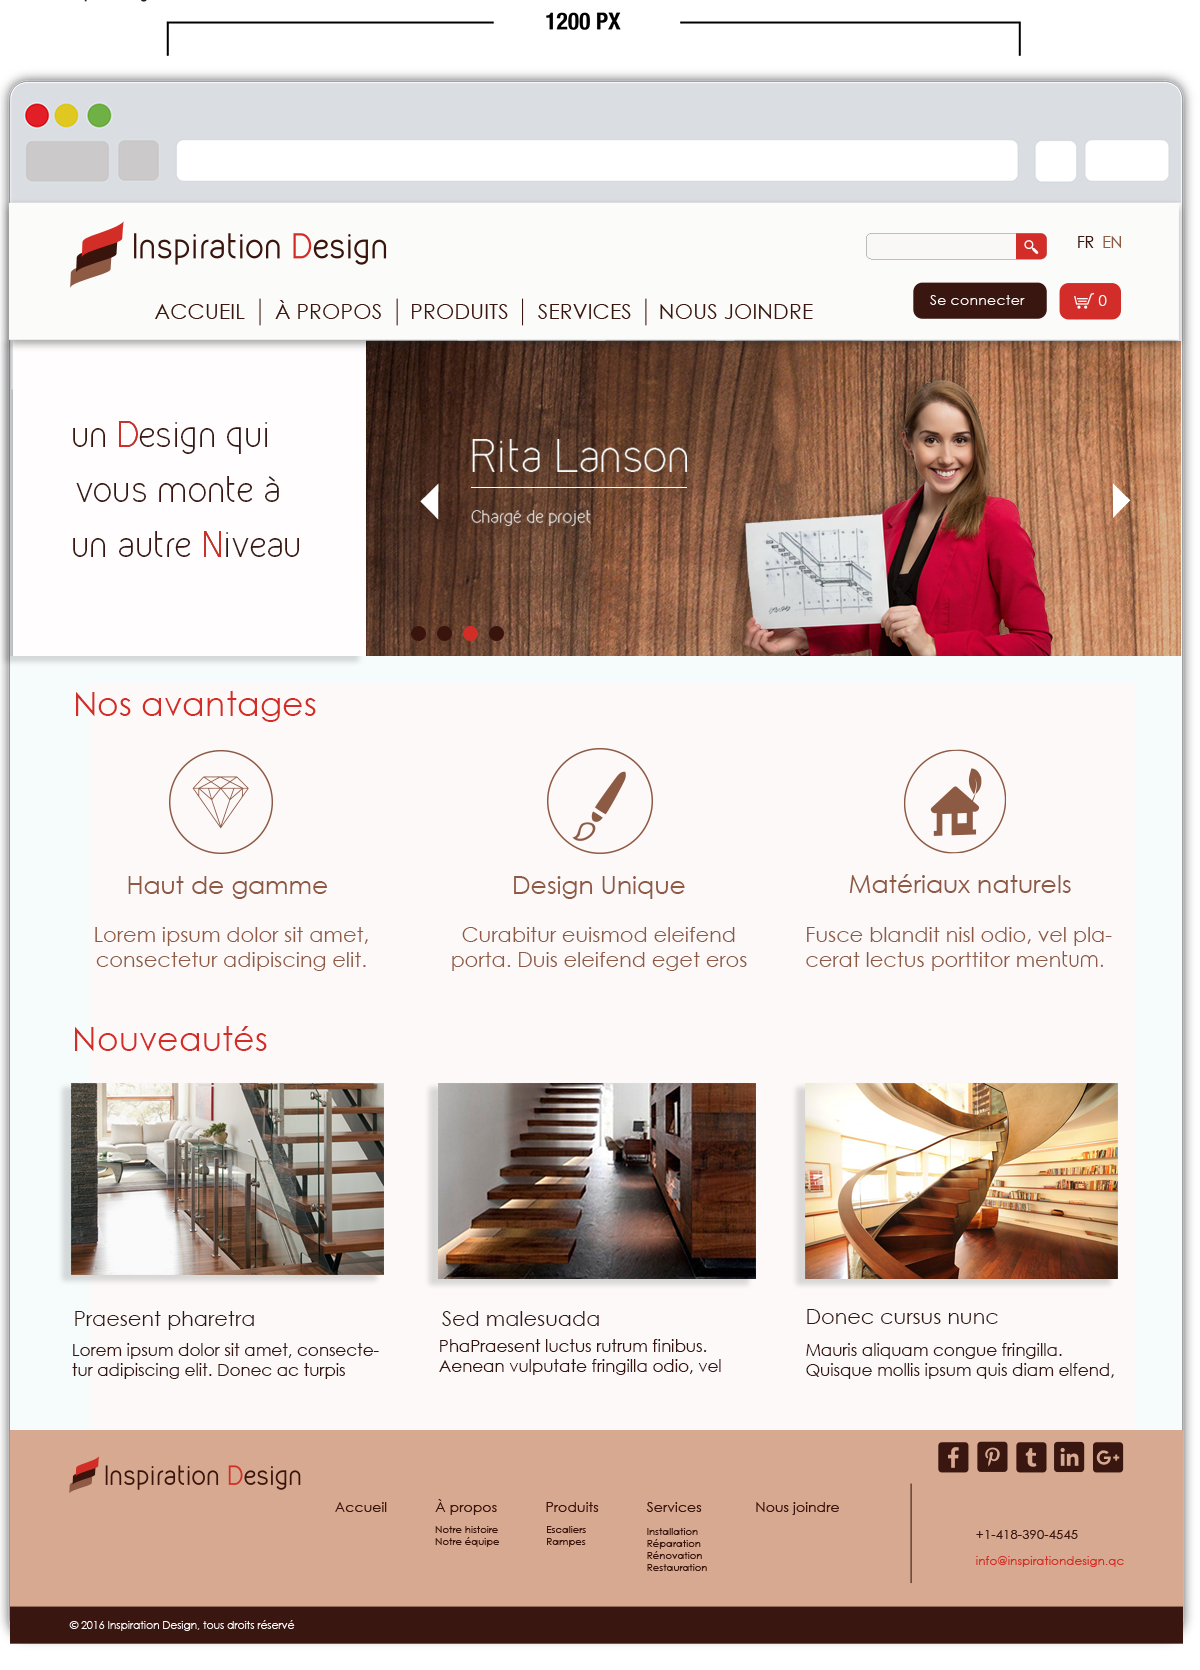 1200 PX
Inspiration Design
FR EN
ACCUEIL | À PROPOS | PRODUITS | SERVICES | NOUS JOINDRE
Se connecter
0
un Design qui
vous monte à
un autre Niveau
Rita Lanson
Chargé de projet
Nos avantages
Haut de gamme
Lorem ipsum dolor sit amet,
consectetur adipiscing elit.
Design Unique
Curabitur euismod eleifend
porta. Duis eleifend eget eros
Matériaux naturels
Fusce blandit nisl odio, vel pla-
cerat lectus porttitor mentum.
Nouveautés
Praesent pharetra
Lorem ipsum dolor sit amet, consecte-
tur adipiscing elit. Donec ac turpis
Sed malesuada
PhaPraesent luctus rutrum finibus.
Aenean vulputate fringilla odio, vel
Donec cursus nunc
Mauris aliquam congue fringilla.
Quisque mollis ipsum quis diam elfend,
Inspiration Design
Accueil
À propos
Notre histoire
Notre équipe
Produits
Escaliers
Rampes
Services
Installation
Réparation
Rénovation
Restauration
Nous joindre
+1-418-390-4545
info@inspirationdesign.qc
© 2016 Inspiration Design, tous droits réservé